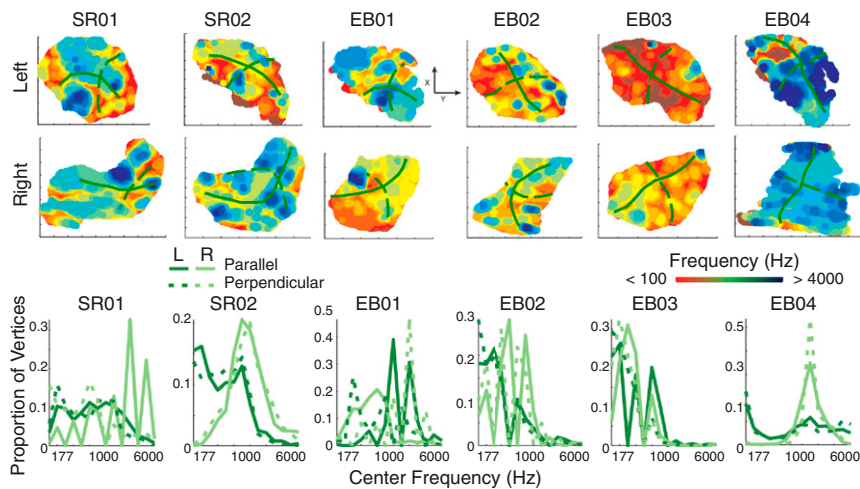 SR01 SR02 EB01 EB02 EB03 EB04
Left
X
Y
Right
L R
Parallel
Perpendicular
Frequency (Hz)
< 100 > 4000
SR01 SR02 EB01 EB02 EB03 EB04
Proportion of Vertices
0.3 0.2 0.5 0.3 0.3 0.5
0.4
0.2 0.3 0.2 0.2 0.4
0.1 0.1 0.2 0.1 0.1 0.2
0.1
0 0 0 0 0 0
177 1000 6000 177 1000 6000 177 1000 6000 177 1000 6000 177 1000 6000 177 1000 6000
Center Frequency (Hz)